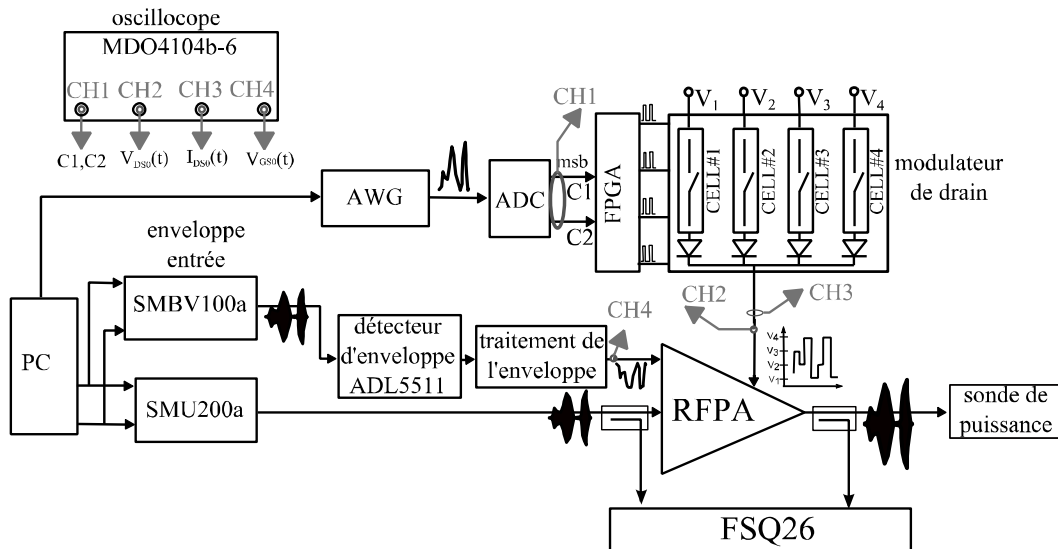 oscillocope
MDO4104b-6
CH1 CH2 CH3 CH4
C1,C2 V_DS0(t) I_DS0(t) V_GS0(t)
AWG
ADC
CH1
msb
C1
C2
FPGA
V1 V2 V3 V4
CELL#1
CELL#2
CELL#3
CELL#4
modulateur
de drain
enveloppe
entrée
PC
SMBV100a
SMU200a
détecteur
d'enveloppe
ADL5511
traitement de
l'enveloppe
CH4
CH2
CH3
V4
V3
V2
V1
RFPA
sonde de
puissance
FSQ26